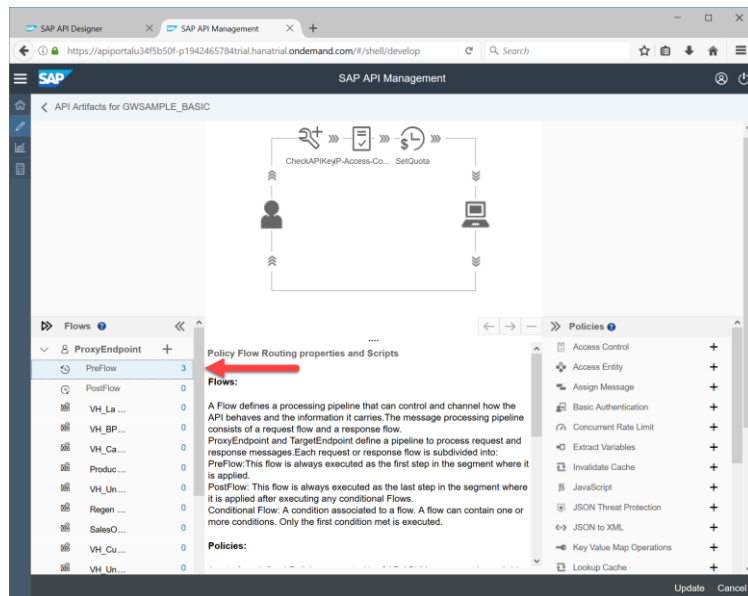 SAP API Designer
SAP API Management
https://apiportalu34f5b50f-p1942465784trial.hanatrial.ondemand.com/#/shell/develop
Search
SAP
SAP API Management
API Artifacts for GWSAMPLE_BASIC
CheckAPIKey
IP-Access-Co...
SetQuota
Flows
ProxyEndpoint
PreFlow 3
PostFlow 0
VH_La ... 0
VH_BP... 0
VH_Ca... 0
Produc... 0
VH_Un... 0
Regen ... 0
SalesO... 0
VH_Cu... 0
VH_Un... 0
Policy Flow Routing properties and Scripts
Flows:
A Flow defines a processing pipeline that can control and channel how the
API behaves and the information it carries.The message processing pipeline
consists of a request flow and a response flow.
ProxyEndpoint and TargetEndpoint define a pipeline to process request and
response messages.Each request or response flow is subdivided into:
PreFlow:This flow is always executed as the first step in the segment where it
is applied.
PostFlow: This flow is always executed as the last step in the segment where
it is applied after executing any conditional Flows.
Conditional Flow: A condition associated to a flow. A flow can contain one or
more conditions. Only the first condition met is executed.
Policies:
Policies
Access Control
Access Entity
Assign Message
Basic Authentication
Concurrent Rate Limit
Extract Variables
Invalidate Cache
JavaScript
JSON Threat Protection
JSON to XML
Key Value Map Operations
Lookup Cache
Update Cancel